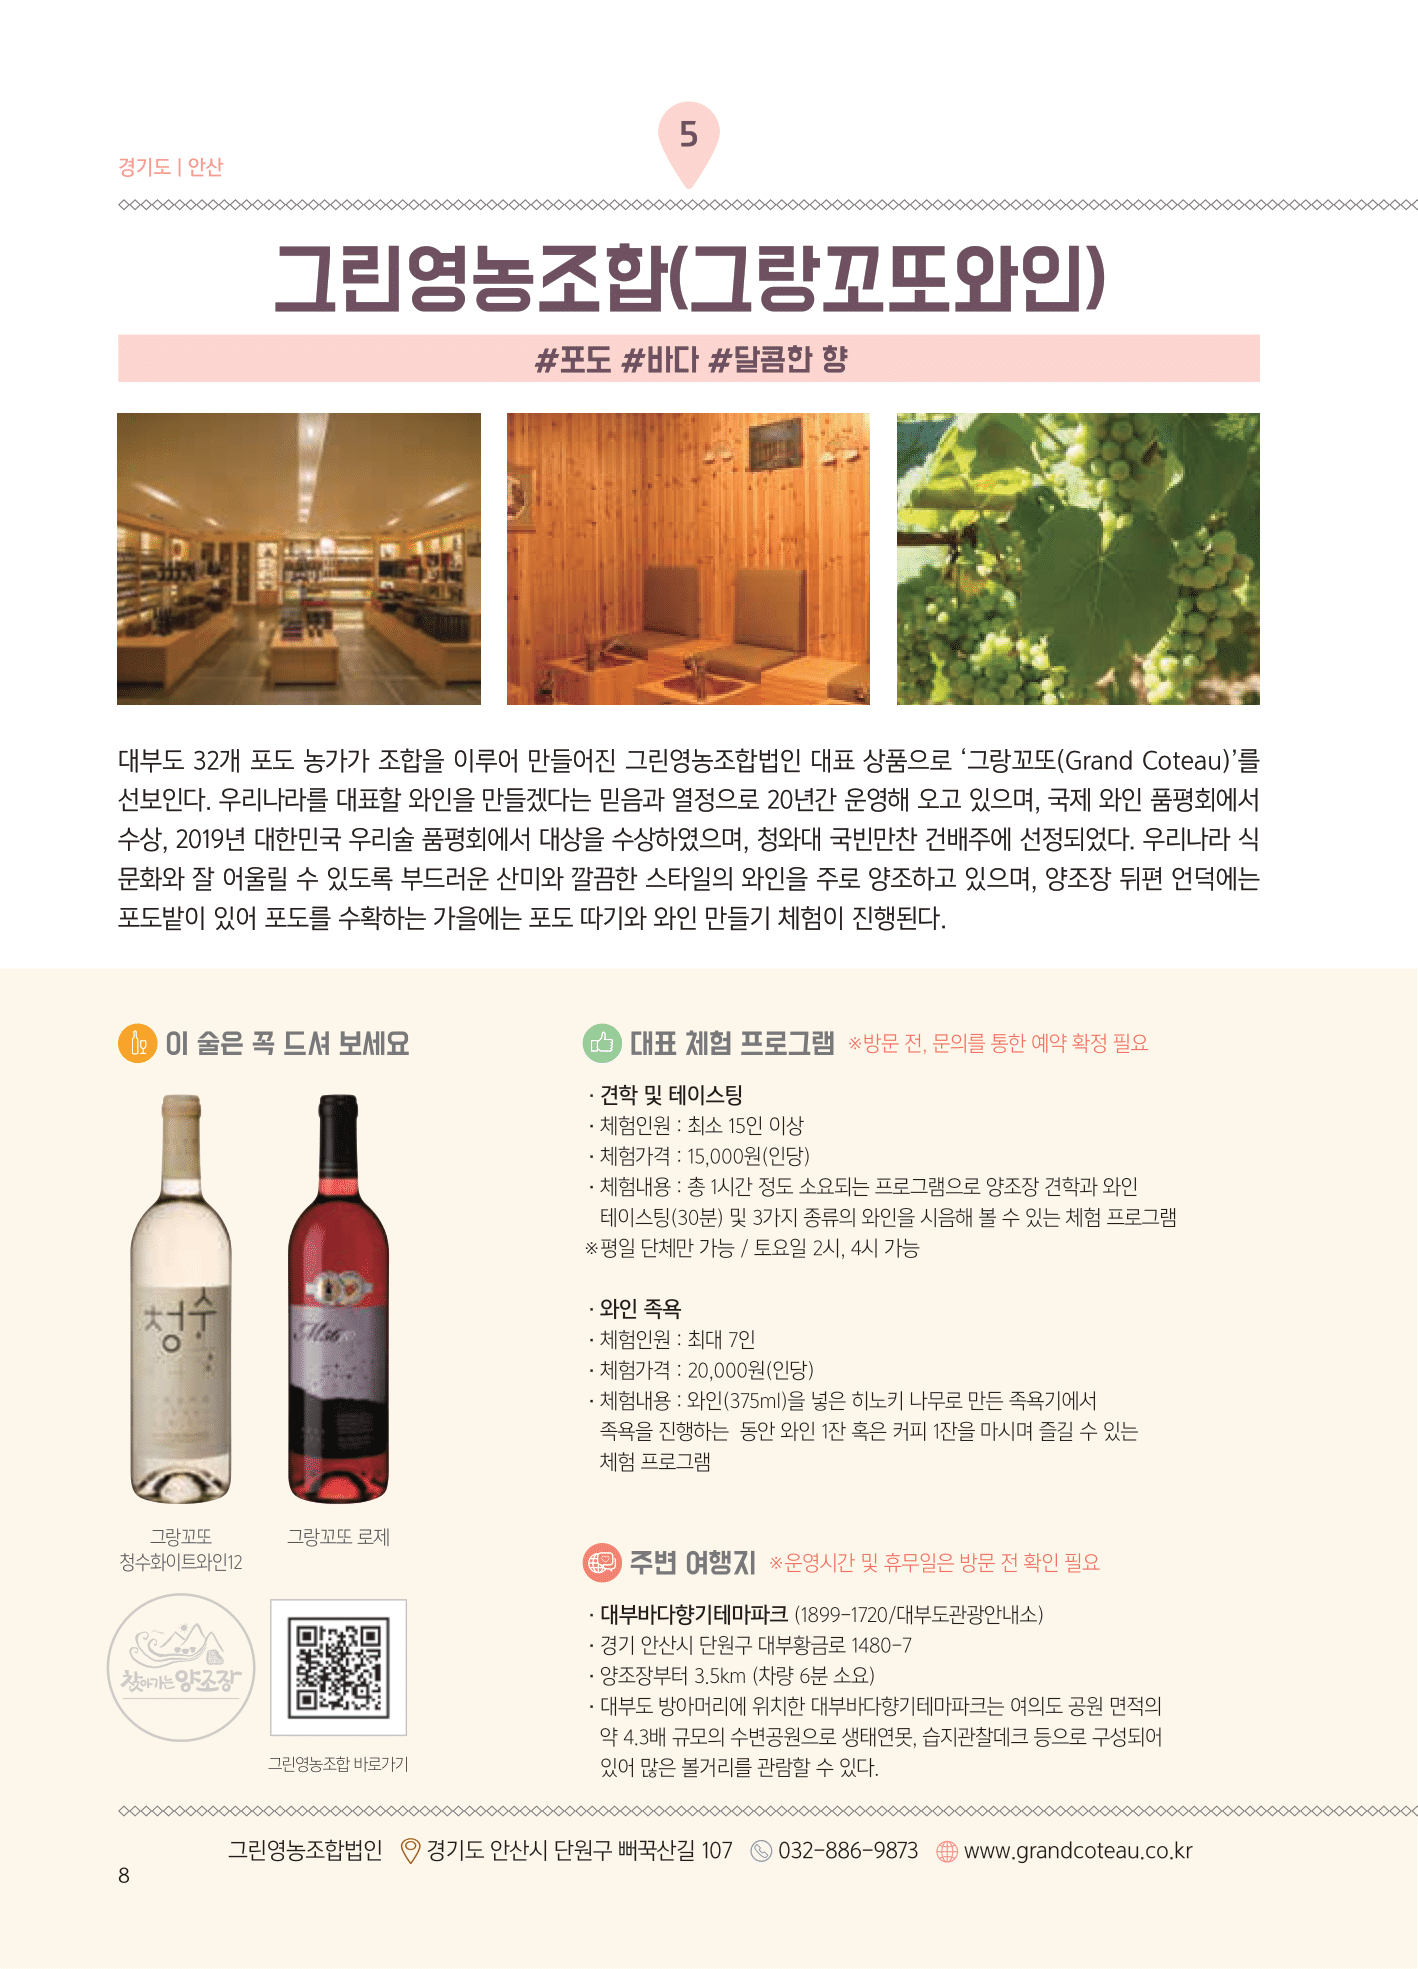 5
경기도 | 안산
그린영농조합(그랑꼬또와인)
#포도 #바다 #달콤한 향
대부도 32개 포도 농가가 조합을 이루어 만들어진 그린영농조합법인 대표 상품으로 ‘그랑꼬또(Grand Coteau)’를
선보인다. 우리나라를 대표할 와인을 만들겠다는 믿음과 열정으로 20년간 운영해 오고 있으며, 국제 와인 품평회에서
수상, 2019년 대한민국 우리술 품평회에서 대상을 수상하였으며, 청와대 국빈만찬 건배주에 선정되었다. 우리나라 식
문화와 잘 어울릴 수 있도록 부드러운 산미와 깔끔한 스타일의 와인을 주로 양조하고 있으며, 양조장 뒤편 언덕에는
포도밭이 있어 포도를 수확하는 가을에는 포도 따기와 와인 만들기 체험이 진행된다.
이 술은 꼭 드셔 보세요
청수
그랑꼬또
청수화이트와인12
그랑꼬또 로제
찾아가는 양조장
그린영농조합 바로가기
대표 체험 프로그램 ※방문 전, 문의를 통한 예약 확정 필요
· 견학 및 테이스팅
· 체험인원 : 최소 15인 이상
· 체험가격 : 15,000원(인당)
· 체험내용 : 총 1시간 정도 소요되는 프로그램으로 양조장 견학과 와인
테이스팅(30분) 및 3가지 종류의 와인을 시음해 볼 수 있는 체험 프로그램
※평일 단체만 가능 / 토요일 2시, 4시 가능
· 와인 족욕
· 체험인원 : 최대 7인
· 체험가격 : 20,000원(인당)
· 체험내용 : 와인(375ml)을 넣은 히노키 나무로 만든 족욕기에서
족욕을 진행하는 동안 와인 1잔 혹은 커피 1잔을 마시며 즐길 수 있는
체험 프로그램
주변 여행지 ※운영시간 및 휴무일은 방문 전 확인 필요
· 대부바다향기테마파크 (1899-1720/대부도관광안내소)
· 경기 안산시 단원구 대부황금로 1480-7
· 양조장부터 3.5km (차량 6분 소요)
· 대부도 방아머리에 위치한 대부바다향기테마파크는 여의도 공원 면적의
약 4.3배 규모의 수변공원으로 생태연못, 습지관찰데크 등으로 구성되어
있어 많은 볼거리를 관람할 수 있다.
그린영농조합법인 경기도 안산시 단원구 뻐꾹산길 107 032-886-9873 www.grandcoteau.co.kr
8